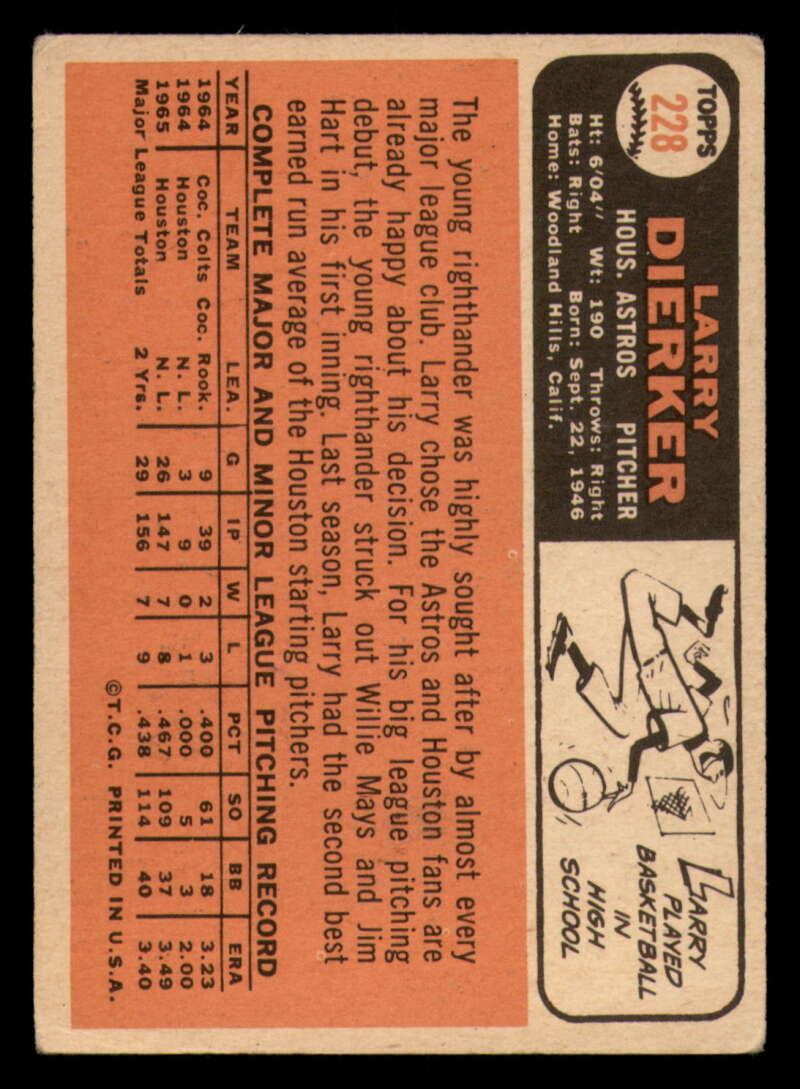 TOPPS
228
LARRY
DIERKER
HOUS. ASTROS PITCHER
Ht: 6'04" Wt: 190 Throws: Right
Bats: Right Born: Sept. 22, 1946
Home: Woodland Hills, Calif.
LARRY
PLAYED
BASKETBALL
IN
HIGH
SCHOOL
The young righthander was highly sought after by almost every
major league club. Larry chose the Astros and Houston fans are
already happy about his decision. For his big league pitching
debut, the young righthander struck out Willie Mays and Jim
Hart in his first inning. Last season, Larry had the second best
earned run average of the Houston starting pitchers.
COMPLETE MAJOR AND MINOR LEAGUE PITCHING RECORD
YEAR TEAM LEA. G IP W L PCT SO BB ERA
1964 Coc. Colts Coc. Rook. 9 39 2 3 .400 61 18 3.23
1964 Houston N. L. 3 9 0 1 .000 5 3 2.00
1965 Houston N. L. 26 147 7 8 .467 109 37 3.49
Major League Totals 2 Yrs. 29 156 7 9 .438 114 40 3.40
©T.C.G. PRINTED IN U.S.A.